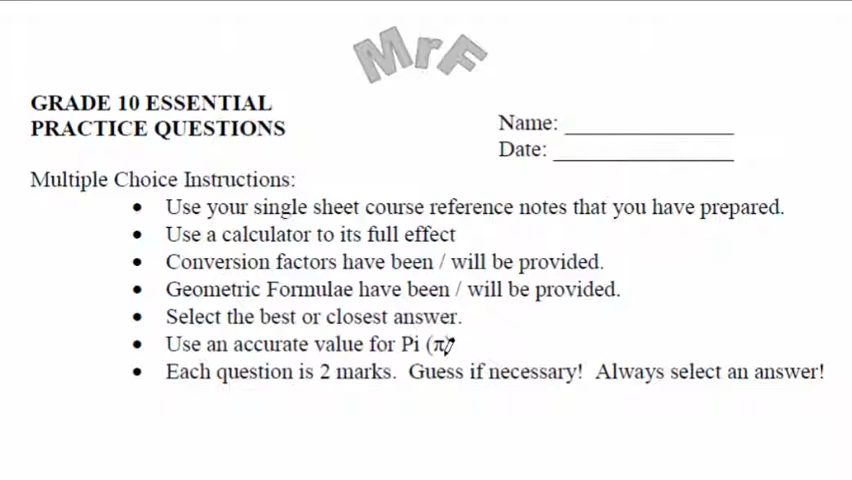 MrF
GRADE 10 ESSENTIAL
PRACTICE QUESTIONS
Name: _______________
Date: _______________
Multiple Choice Instructions:
• Use your single sheet course reference notes that you have prepared.
• Use a calculator to its full effect
• Conversion factors have been / will be provided.
• Geometric Formulae have been / will be provided.
• Select the best or closest answer.
• Use an accurate value for Pi (π)
• Each question is 2 marks. Guess if necessary! Always select an answer!